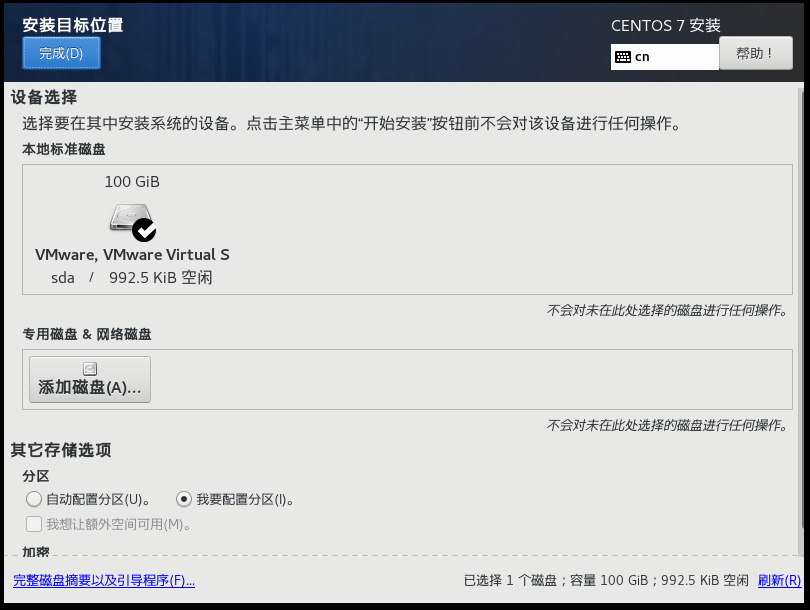 安装目标位置
CENTOS 7 安装
完成(D)
cn
帮助！
设备选择
选择要在其中安装系统的设备。点击主菜单中的“开始安装”按钮前不会对该设备进行任何操作。
本地标准磁盘
100 GiB
VMware, VMware Virtual S
sda / 992.5 KiB 空闲
不会对未在此处选择的磁盘进行任何操作。
专用磁盘 & 网络磁盘
添加磁盘(A)...
不会对未在此处选择的磁盘进行任何操作。
其它存储选项
分区
自动配置分区(U)。 我要配置分区(I)。
我想让额外空间可用(M)。
加密
完整磁盘摘要以及引导程序(F)...
已选择 1 个磁盘；容量 100 GiB；992.5 KiB 空闲 刷新(R)